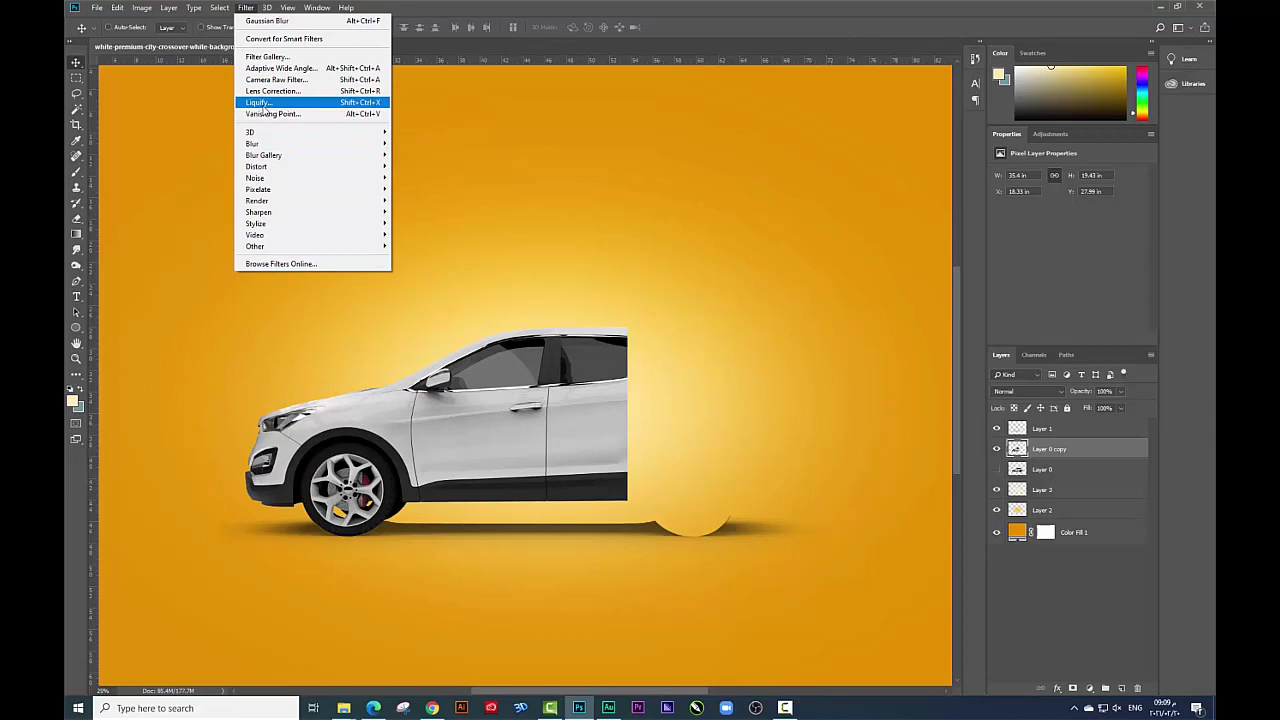 File Edit Image Layer Type Select Filter 3D View Window Help
Auto-Select: Layer Show 3D Mode:
white-premium-city-crossover-white-backgro
Gaussian Blur Alt+Ctrl+F
Convert for Smart Filters
Filter Gallery...
Adaptive Wide Angle... Alt+Shift+Ctrl+A
Camera Raw Filter... Shift+Ctrl+A
Lens Correction... Shift+Ctrl+R
Liquify... Shift+Ctrl+X
Vanishing Point... Alt+Ctrl+V
3D
Blur
Blur Gallery
Distort
Noise
Pixelate
Render
Sharpen
Stylize
Video
Other
Browse Filters Online...
Color Swatches
Learn
Libraries
Properties Adjustments
Pixel Layer Properties
W: 35.4 in H: 19.43 in
X: 18.33 in Y: 27.99 in
Layers Channels Paths
Kind
Normal Opacity: 100%
Lock: Fill: 100%
Layer 1
Layer 0 copy
Layer 0
Layer 3
Layer 2
Color Fill 1
29% Doc: 85.4M/177.7M
Type here to search
ENG